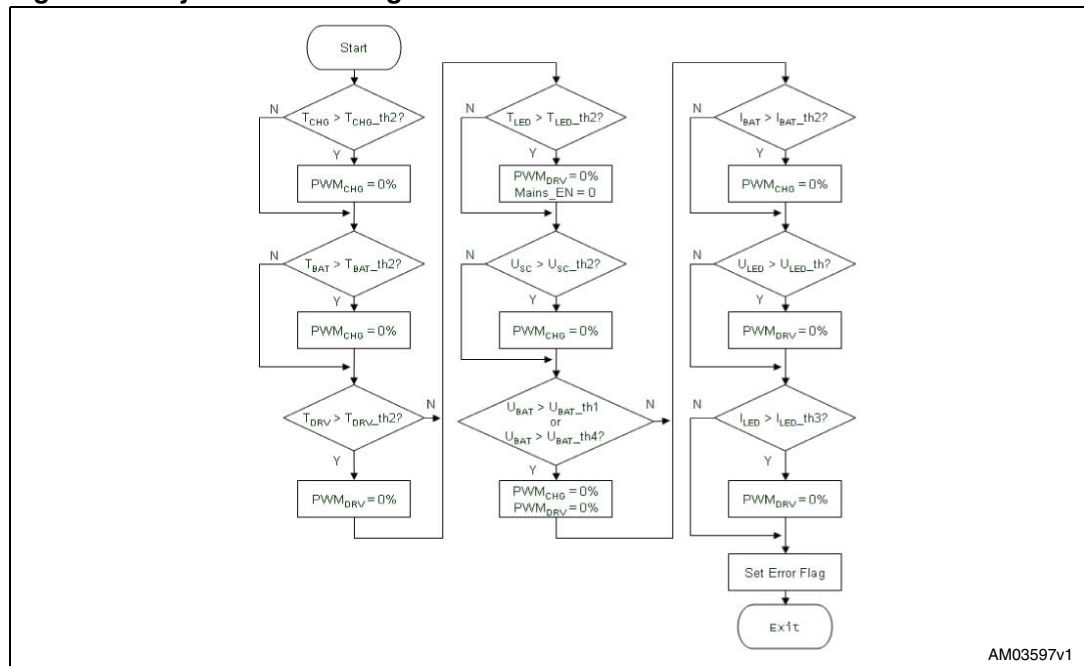 Start
N
T_CHG > T_CHG_th2?
Y
PWM_CHG = 0%
N
T_BAT > T_BAT_th2?
Y
PWM_CHG = 0%
T_DRV > T_DRV_th2?
N
Y
PWM_DRV = 0%
N
T_LED > T_LED_th2?
Y
PWM_DRV = 0%
Mains_EN = 0
N
U_SC > U_SC_th2?
Y
PWM_CHG = 0%
U_BAT > U_BAT_th1
or
U_BAT > U_BAT_th4?
N
Y
PWM_CHG = 0%
PWM_DRV = 0%
N
I_BAT > I_BAT_th2?
Y
PWM_CHG = 0%
N
U_LED > U_LED_th?
Y
PWM_DRV = 0%
N
I_LED > I_LED_th3?
Y
PWM_DRV = 0%
Set Error Flag
Exit
AM03597v1